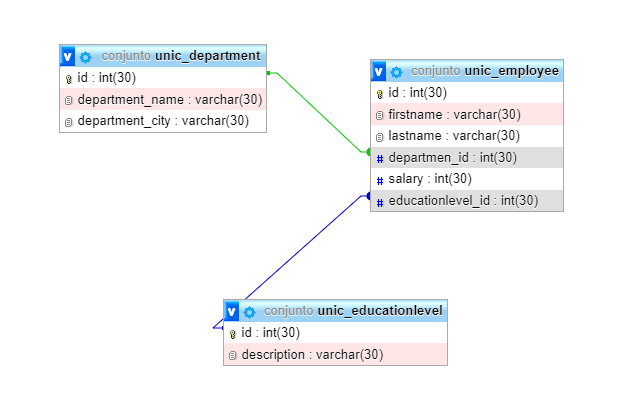 v conjunto unic_department
id : int(30)
department_name : varchar(30)
department_city : varchar(30)
v conjunto unic_employee
id : int(30)
firstname : varchar(30)
lastname : varchar(30)
# departmen_id : int(30)
# salary : int(30)
# educationlevel_id : int(30)
v conjunto unic_educationlevel
id : int(30)
description : varchar(30)